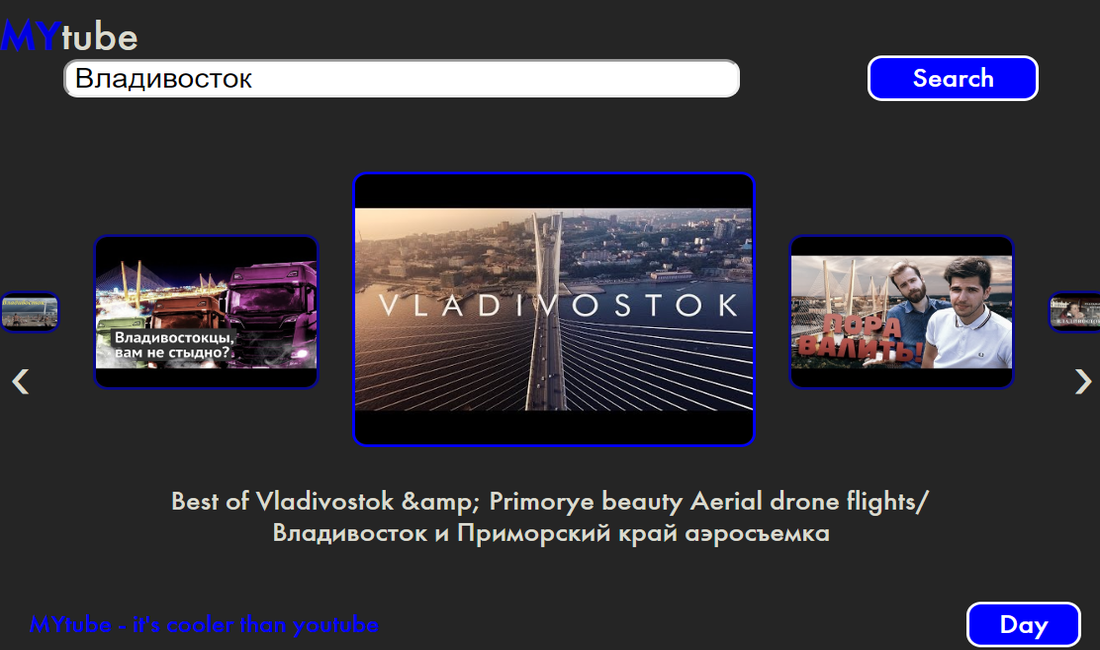 MYtube
Владивосток
Search
Владивостокцы,
вам не стыдно?
VLADIVOSTOK
ПОРА
ВАЛИТЬ!
‹
›
Best of Vladivostok &amp; Primorye beauty Aerial drone flights/
Владивосток и Приморский край аэросъемка
MYtube - it's cooler than youtube
Day